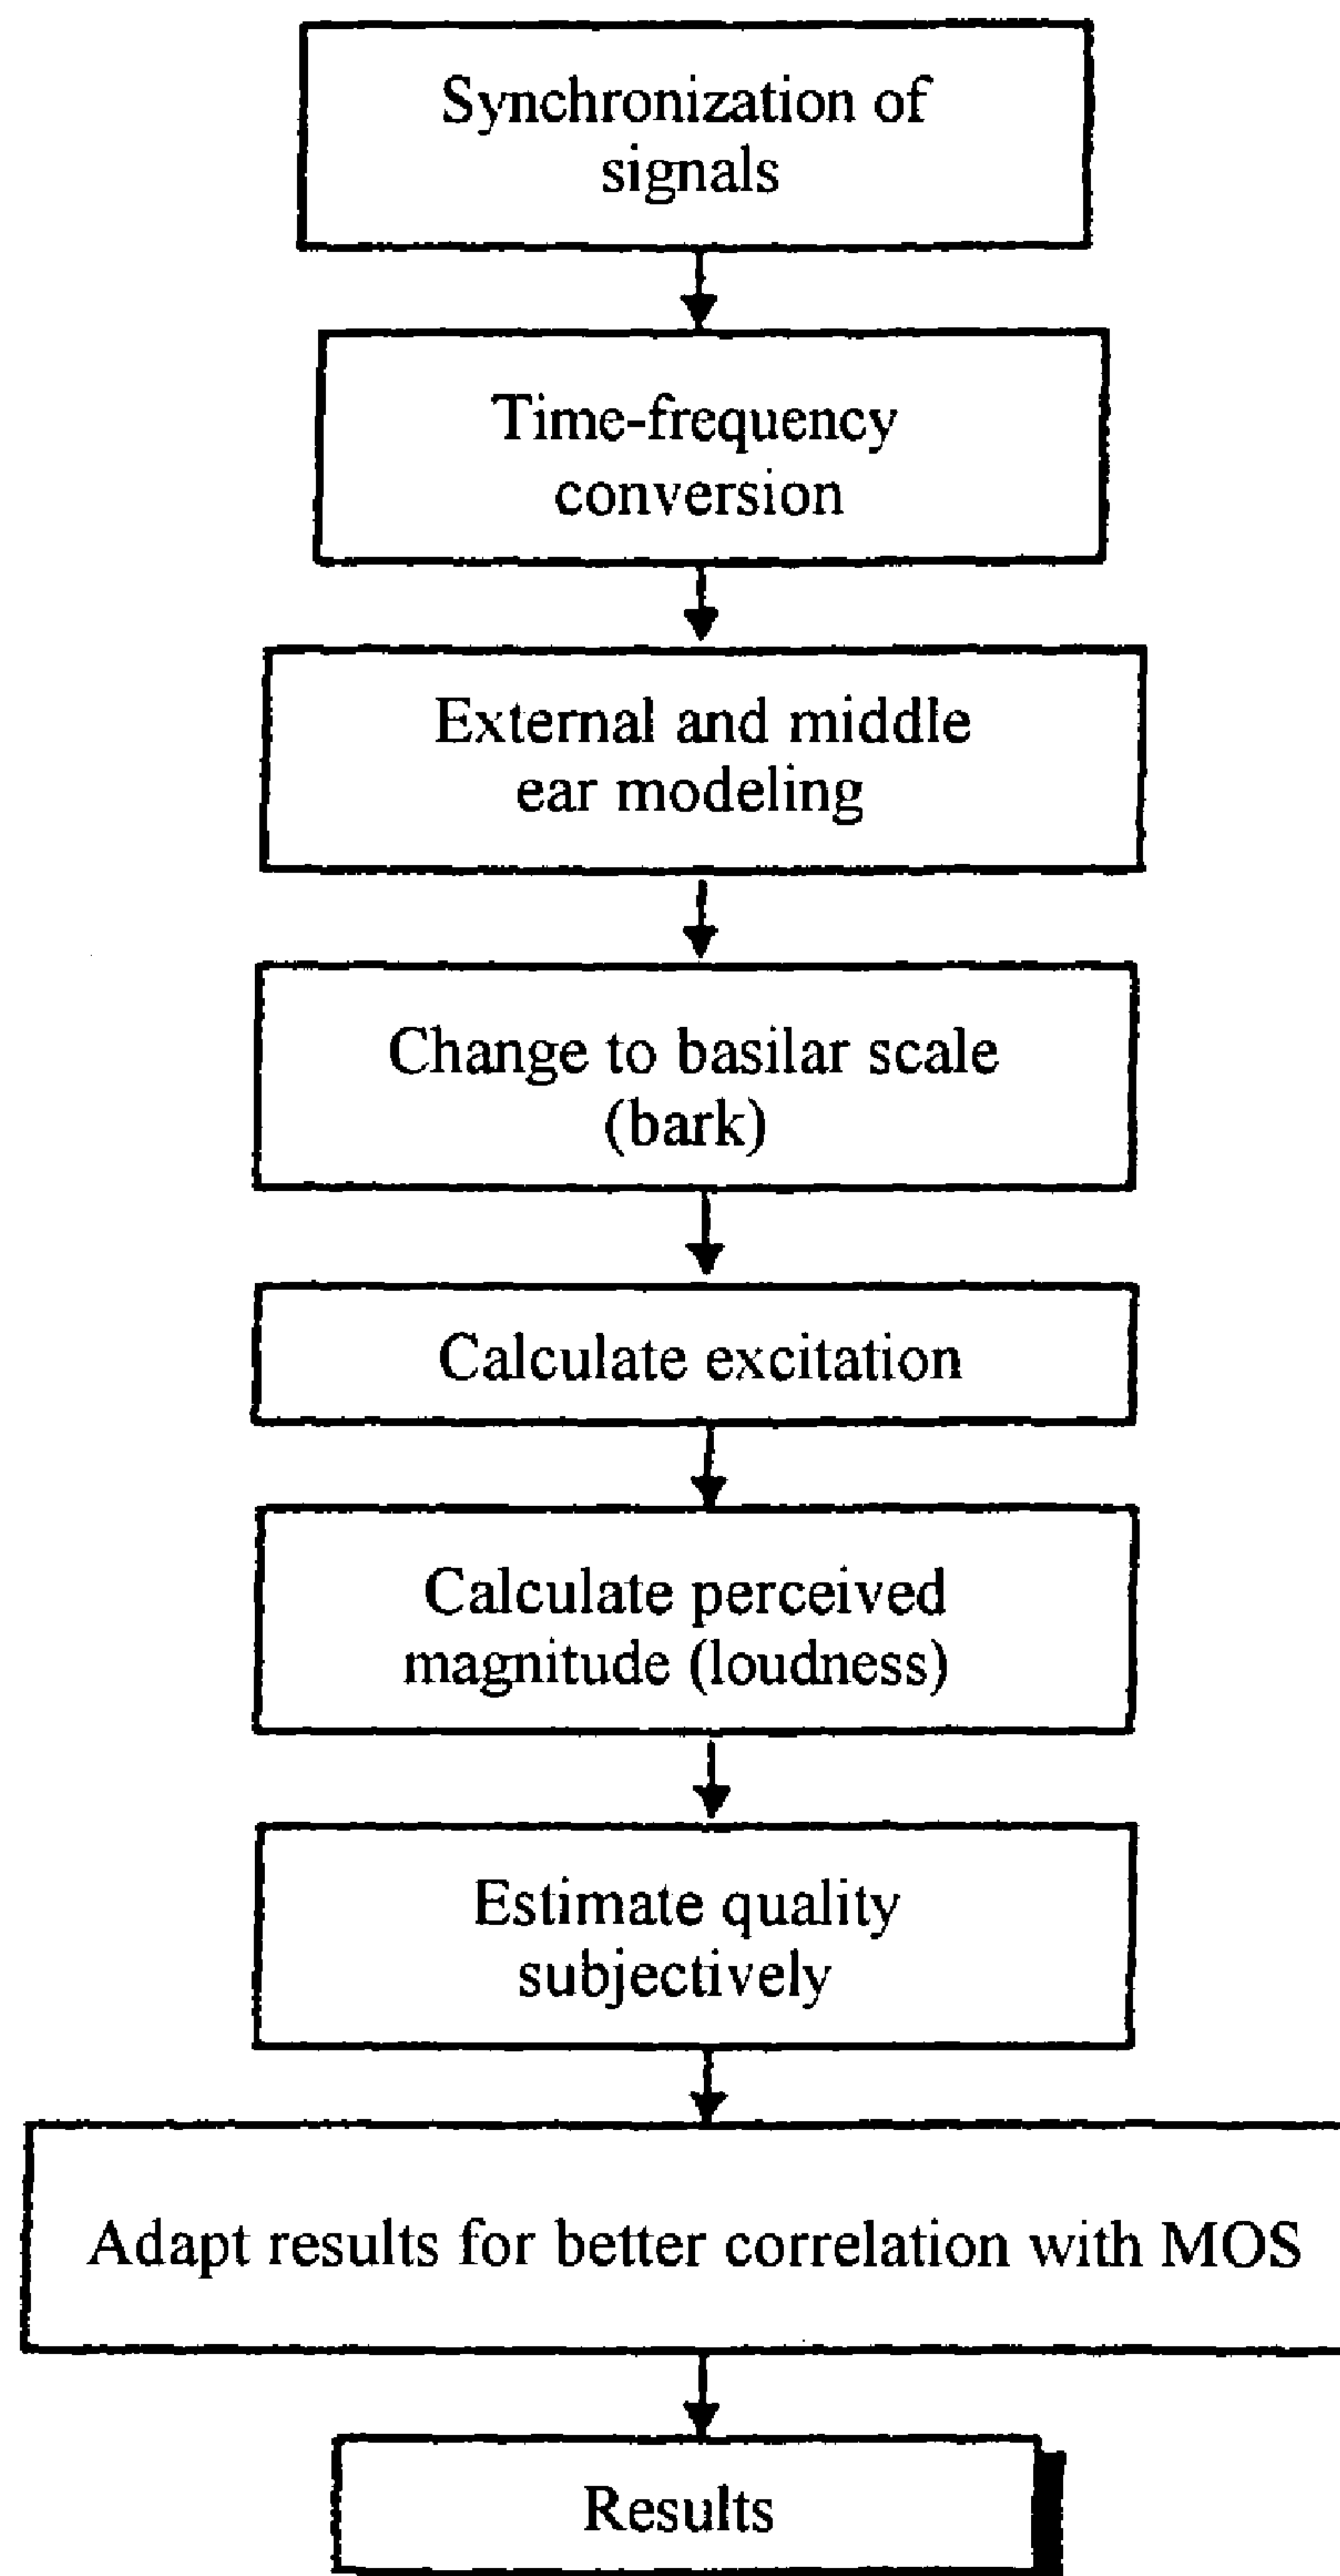 Synchronization of
signals
Time-frequency
conversion
External and middle
ear modeling
Change to basilar scale
(bark)
Calculate excitation
Calculate perceived
magnitude (loudness)
Estimate quality
subjectively
Adapt results for better correlation with MOS
Results